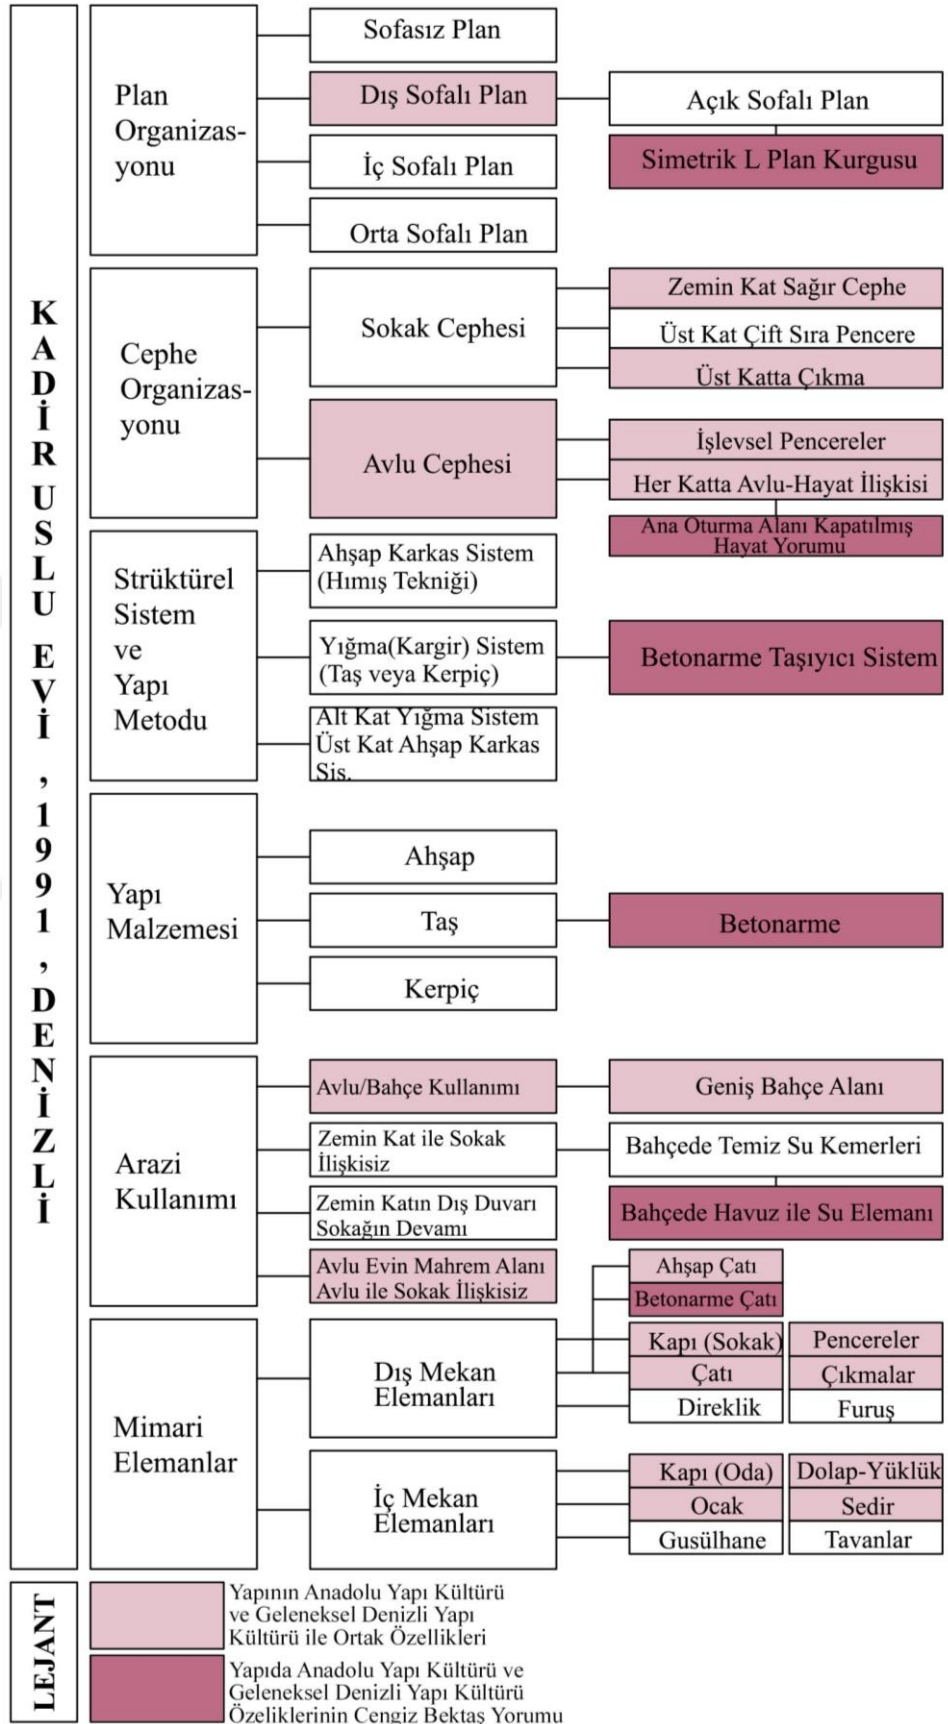 KADİR USLU EVİ , 1991 , DENİZLİ
Plan
Organizas-
yonu
Sofasız Plan
Dış Sofalı Plan
Açık Sofalı Plan
Simetrik L Plan Kurgusu
İç Sofalı Plan
Orta Sofalı Plan
Cephe
Organizas-
yonu
Sokak Cephesi
Zemin Kat Sağır Cephe
Üst Kat Çift Sıra Pencere
Üst Katta Çıkma
Avlu Cephesi
İşlevsel Pencereler
Her Katta Avlu-Hayat İlişkisi
Ana Oturma Alanı Kapatılmış
Hayat Yorumu
Strüktürel
Sistem
ve
Yapı
Metodu
Ahşap Karkas Sistem
(Hımış Tekniği)
Yığma(Kargir) Sistem
(Taş veya Kerpiç)
Betonarme Taşıyıcı Sistem
Alt Kat Yığma Sistem
Üst Kat Ahşap Karkas
Sis.
Yapı
Malzemesi
Ahşap
Taş
Betonarme
Kerpiç
Arazi
Kullanımı
Avlu/Bahçe Kullanımı
Geniş Bahçe Alanı
Zemin Kat ile Sokak
İlişkisiz
Bahçede Temiz Su Kemerleri
Zemin Katın Dış Duvarı
Sokağın Devamı
Bahçede Havuz ile Su Elemanı
Avlu Evin Mahrem Alanı
Avlu ile Sokak İlişkisiz
Mimari
Elemanlar
Dış Mekan
Elemanları
Ahşap Çatı
Betonarme Çatı
Kapı (Sokak)
Pencereler
Çatı
Çıkmalar
Direklik
Furuş
İç Mekan
Elemanları
Kapı (Oda)
Dolap-Yüklük
Ocak
Sedir
Gusülhane
Tavanlar
LEJANT
Yapının Anadolu Yapı Kültürü
ve Geleneksel Denizli Yapı
Kültürü ile Ortak Özellikleri
Yapıda Anadolu Yapı Kültürü ve
Geleneksel Denizli Yapı Kültürü
Özeliklerinin Cengiz Bektaş Yorumu